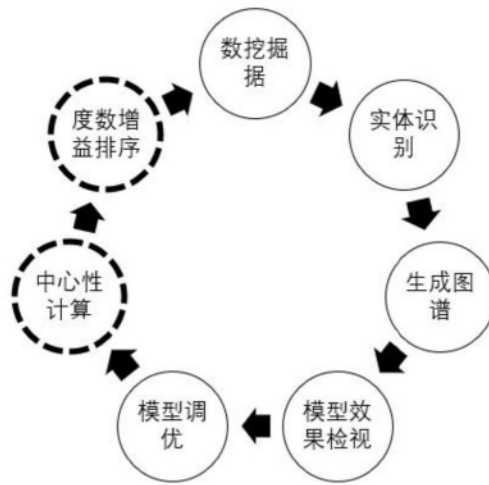 数挖掘
据
实体识
别
生成图
谱
模型效
果检视
模型调
优
中心性
计算
度数增
益排序